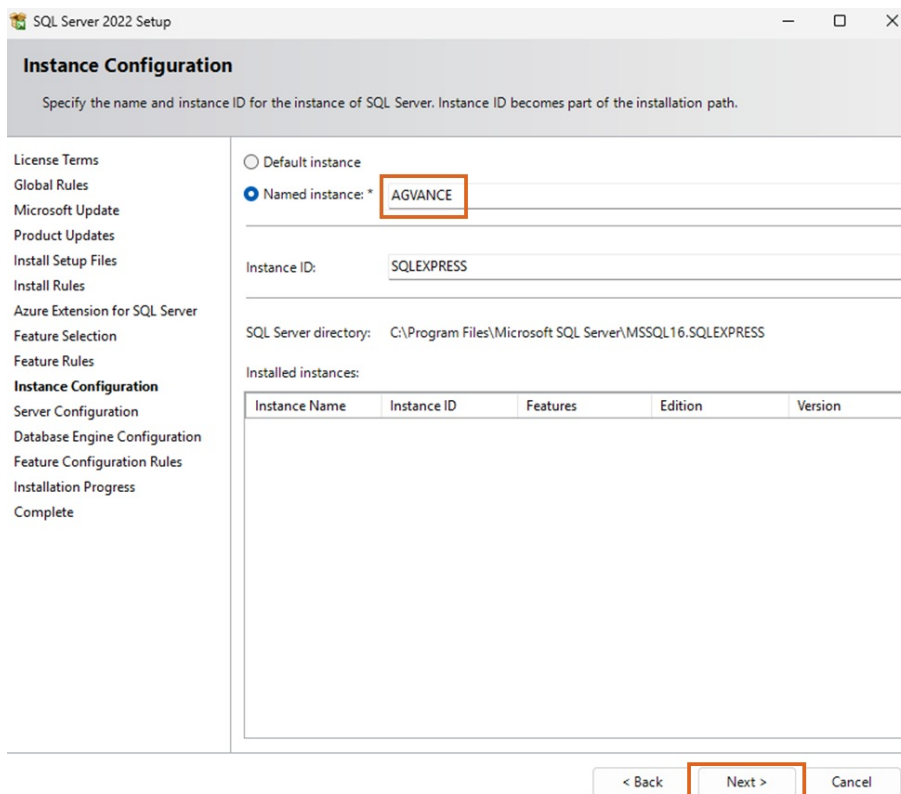 SQL Server 2022 Setup
Instance Configuration
Specify the name and instance ID for the instance of SQL Server. Instance ID becomes part of the installation path.
License Terms
Global Rules
Microsoft Update
Product Updates
Install Setup Files
Install Rules
Azure Extension for SQL Server
Feature Selection
Feature Rules
Instance Configuration
Server Configuration
Database Engine Configuration
Feature Configuration Rules
Installation Progress
Complete
Default instance
Named instance: * AGVANCE
Instance ID: SQLEXPRESS
SQL Server directory: C:\Program Files\Microsoft SQL Server\MSSQL16.SQLEXPRESS
Installed instances:
Instance Name Instance ID Features Edition Version
< Back Next > Cancel